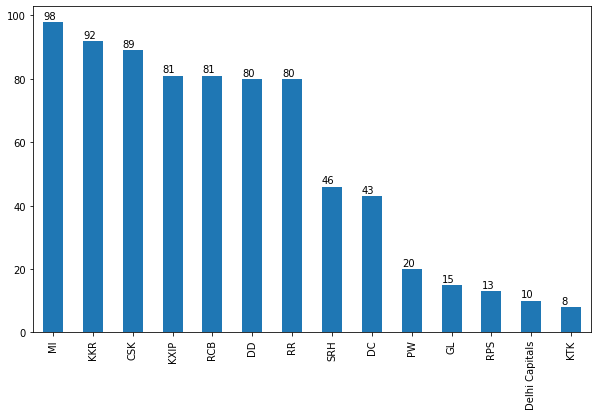 100
80
60
40
20
0
98
92
89
81
81
80
80
46
43
20
15
13
10
8
MI
KKR
CSK
KXIP
RCB
DD
RR
SRH
DC
PW
GL
RPS
Delhi Capitals
KTK